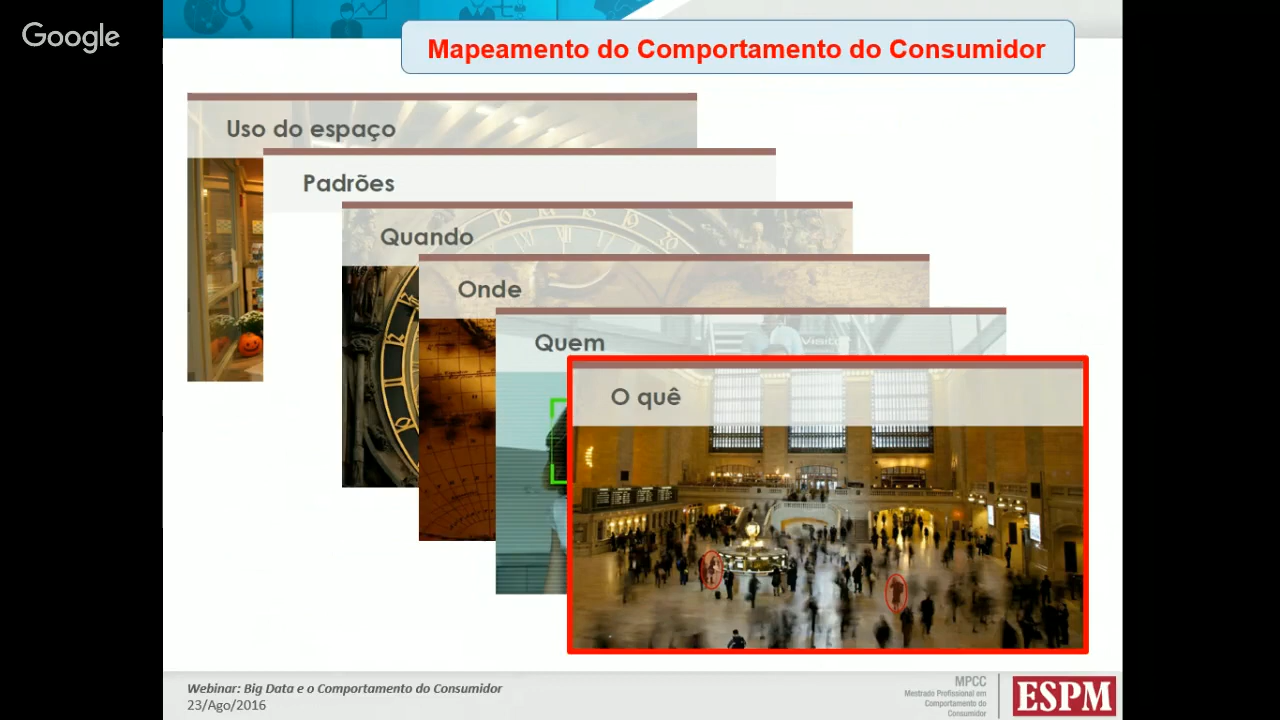 Google
Mapeamento do Comportamento do Consumidor
Uso do espaço
Padrões
Quando
Onde
Quem
O quê
Webinar: Big Data e o Comportamento do Consumidor
23/Ago/2016
MPCC
Mestrado Profissional em
Comportamento do
Consumidor
ESPM